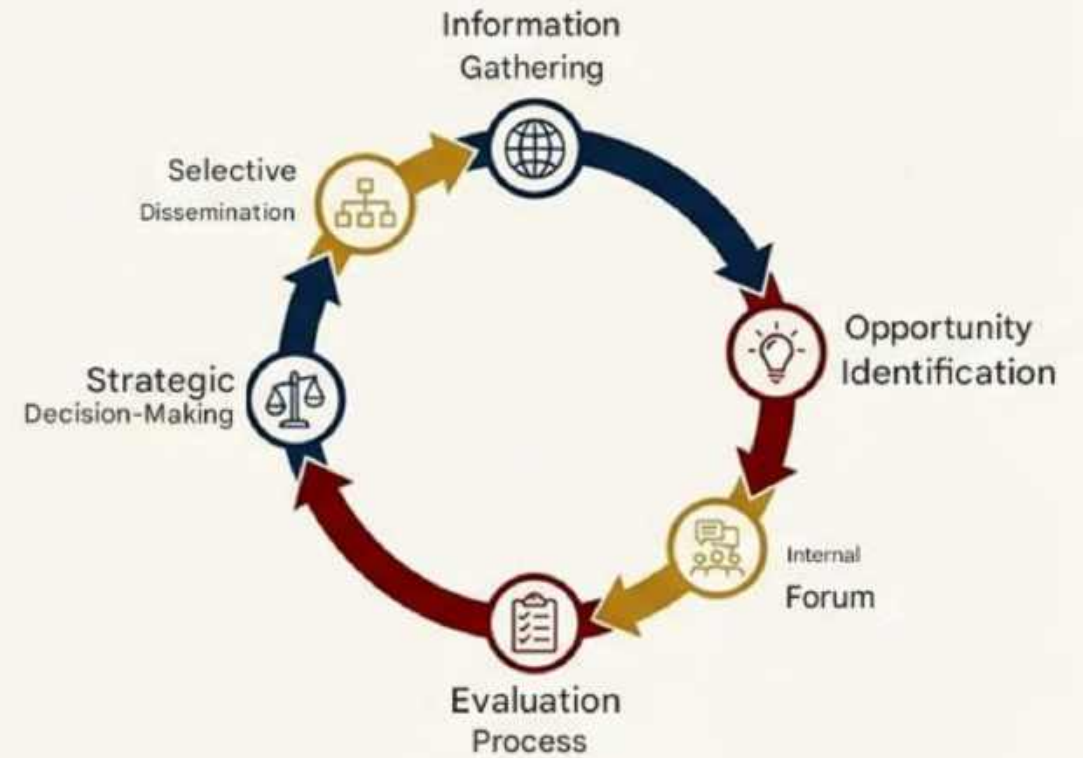 Information
Gathering
Opportunity
Identification
Internal
Forum
Evaluation
Process
Strategic
Decision-Making
Selective
Dissemination